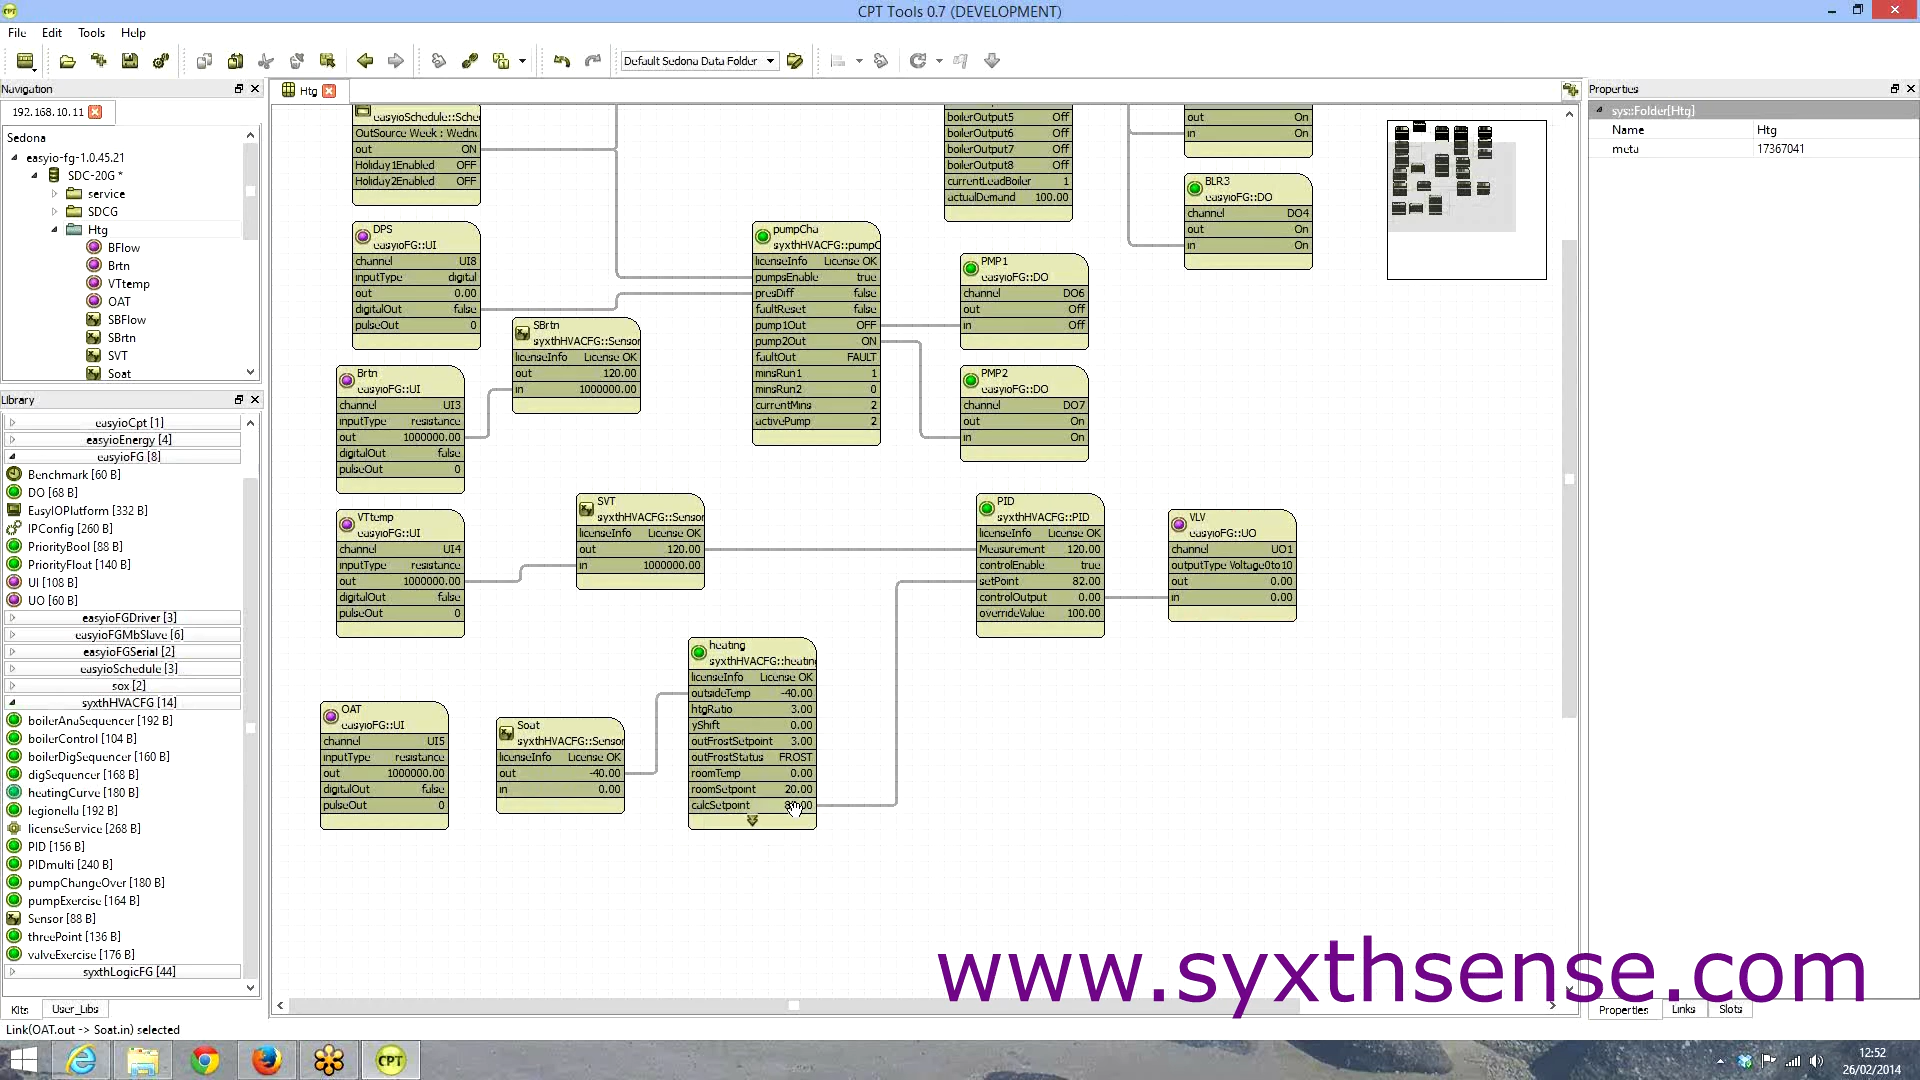 CPT Tools 0.7 (DEVELOPMENT)
File Edit Tools Help
Default Sedona Data Folder
Navigation
192.168.10.11
Sedona
easyio-fg-1.0.45.21
SDC-20G *
service
SDCG
Htg
BFlow
Brtn
VTtemp
OAT
SBFlow
SBrtn
SVT
Soat
Library
easyioCpt [1]
easyioEnergy [4]
easyioFG [8]
Benchmark [60 B]
DO [68 B]
EasyIOPlatform [332 B]
IPConfig [260 B]
PriorityBool [88 B]
PriorityFloat [140 B]
UI [108 B]
UO [60 B]
easyioFGDriver [3]
easyioFGMbSlave [6]
easyioFGSerial [2]
easyioSchedule [3]
sox [2]
syxthHVACFG [14]
boilerAnaSequencer [192 B]
boilerControl [104 B]
boilerDigSequencer [160 B]
digSequencer [168 B]
heatingCurve [180 B]
legionella [192 B]
licenseService [268 B]
PID [156 B]
PIDmulti [240 B]
pumpChangeOver [180 B]
pumpExercise [164 B]
Sensor [88 B]
threePoint [136 B]
valveExercise [176 B]
syxthLogicFG [44]
Kits User_Libs
Link(OAT.out -> Soat.in) selected
Htg
easyioSchedule::Sche
OutSource Week : Wedn
out ON
Holiday1Enabled OFF
Holiday2Enabled OFF
DPS
easyioFG::UI
channel UI8
inputType digital
out 0.00
digitalOut false
pulseOut 0
SBrtn
syxthHVACFG::Sensor
licenseInfo License OK
out 120.00
in 1000000.00
Brtn
easyioFG::UI
channel UI3
inputType resistance
out 1000000.00
digitalOut false
pulseOut 0
VTtemp
easyioFG::UI
channel UI4
inputType resistance
out 1000000.00
digitalOut false
pulseOut 0
SVT
syxthHVACFG::Sensor
licenseInfo License OK
out 120.00
in 1000000.00
OAT
easyioFG::UI
channel UI5
inputType resistance
out 1000000.00
digitalOut false
pulseOut 0
Soat
syxthHVACFG::Sensor
licenseInfo License OK
out -40.00
in 0.00
heating
syxthHVACFG::heating
licenseInfo License OK
outsideTemp -40.00
htgRatio 3.00
yShift 0.00
outFrostSetpoint 3.00
outFrostStatus FROST
roomTemp 0.00
roomSetpoint 20.00
calcSetpoint
pumpCha
syxthHVACFG::pumpC
licenseInfo License OK
pumpsEnable true
presDiff false
faultReset false
pump1Out OFF
pump2Out ON
faultOut FAULT
minsRun1 1
minsRun2 0
currentMins 2
activePump 2
boilerOutput5 Off
boilerOutput6 Off
boilerOutput7 Off
boilerOutput8 Off
currentLeadBoiler 1
actualDemand 100.00
out On
in On
BLR3
easyioFG::DO
channel DO4
out On
in On
PMP1
easyioFG::DO
channel DO6
out Off
in Off
PMP2
easyioFG::DO
channel DO7
out On
in On
PID
syxthHVACFG::PID
licenseInfo License OK
Measurement 120.00
controlEnable true
setPoint 82.00
controlOutput 0.00
overrideValue 100.00
VLV
easyioFG::UO
channel UO1
outputType Voltage0to10
out 0.00
in 0.00
Properties
sys::Folder[Htg]
Name Htg
meta 17367041
Properties Links Slots
www.syxthsense.com
CPT
12:52
26/02/2014